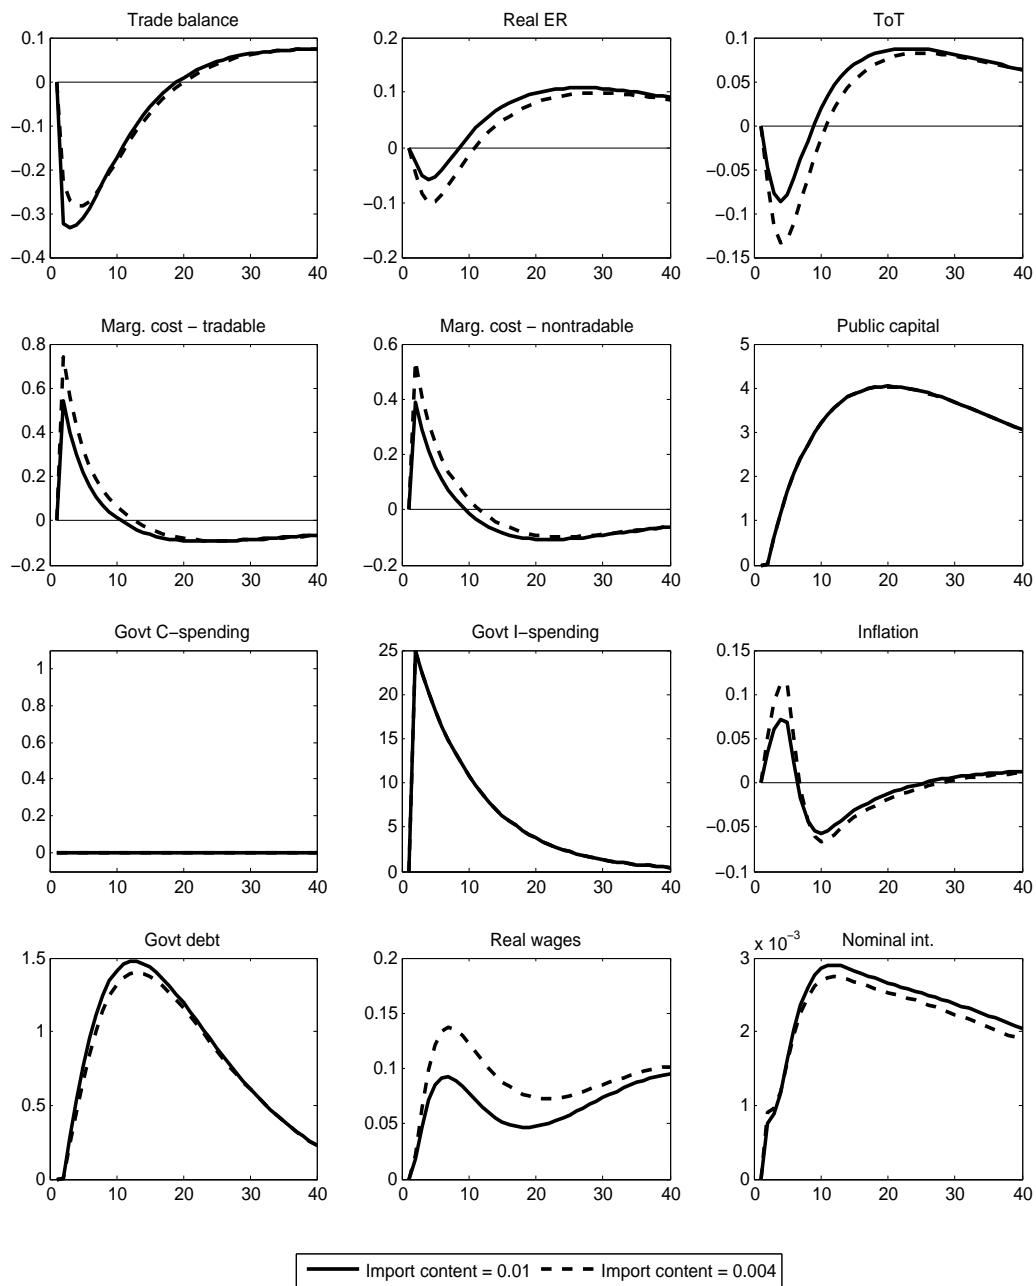 Trade balance Real ER ToT
0.1 0.2 0.1
0 0.1 0.05
−0.1 0 0
−0.2 −0.1 −0.05
−0.3 −0.2 −0.1
−0.4 −0.15
0 10 20 30 40 0 10 20 30 40 0 10 20 30 40
Marg. cost − tradable Marg. cost − nontradable Public capital
0.8 0.6 5
0.6 0.4 4
0.4 0.2 3
0.2 0 2
0 −0.2 1
−0.2 0
0 10 20 30 40 0 10 20 30 40 0 10 20 30 40
Govt C−spending Govt I−spending Inflation
1 25 0.15
0.8 20 0.1
0.6 15 0.05
0.4 10 0
0.2 5 −0.05
0 0 −0.1
0 10 20 30 40 0 10 20 30 40 0 10 20 30 40
Govt debt Real wages Nominal int.
x 10−3
1.5 0.2 3
1 0.15 2
0.5 0.1 1
0 0.05 0
0
0 10 20 30 40 0 10 20 30 40 0 10 20 30 40
Import content = 0.01 Import content = 0.004